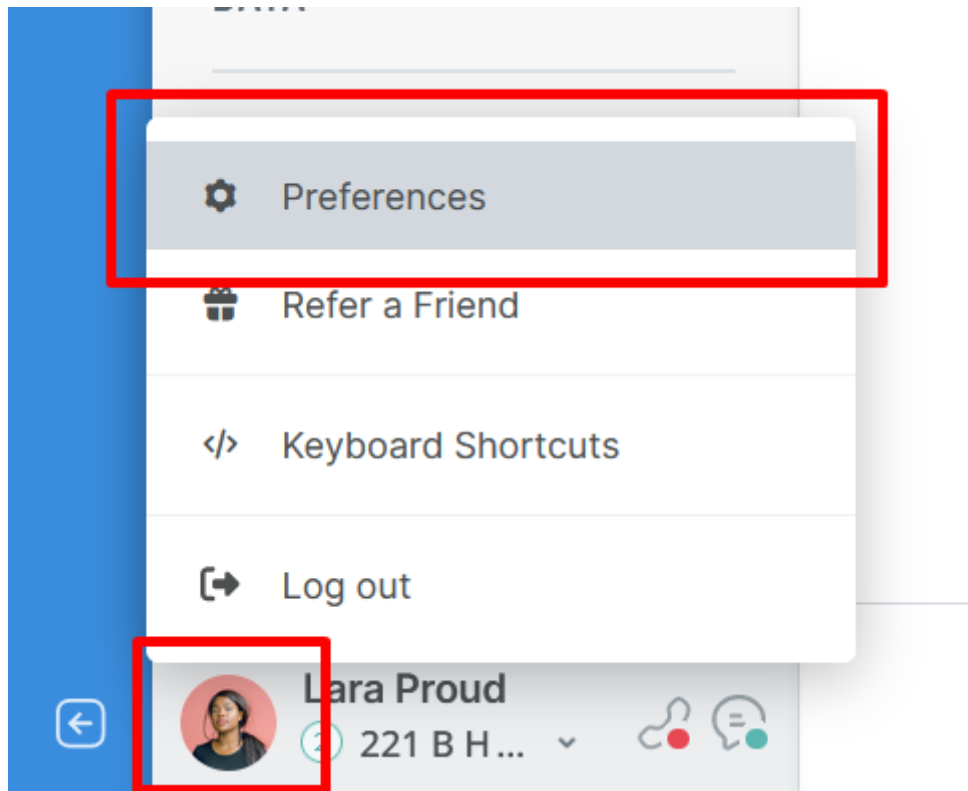 Preferences
Refer a Friend
</> Keyboard Shortcuts
Log out
Lara Proud
2 221 B H ...